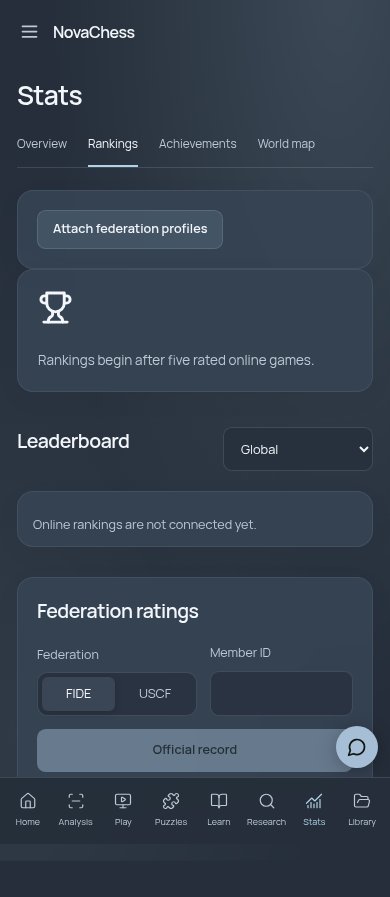 NovaChess
Stats
Overview Rankings Achievements World map
Attach federation profiles
Rankings begin after five rated online games.
Leaderboard Global
Online rankings are not connected yet.
Federation ratings
Federation Member ID
FIDE USCF
Official record
Home Analysis Play Puzzles Learn Research Stats Library